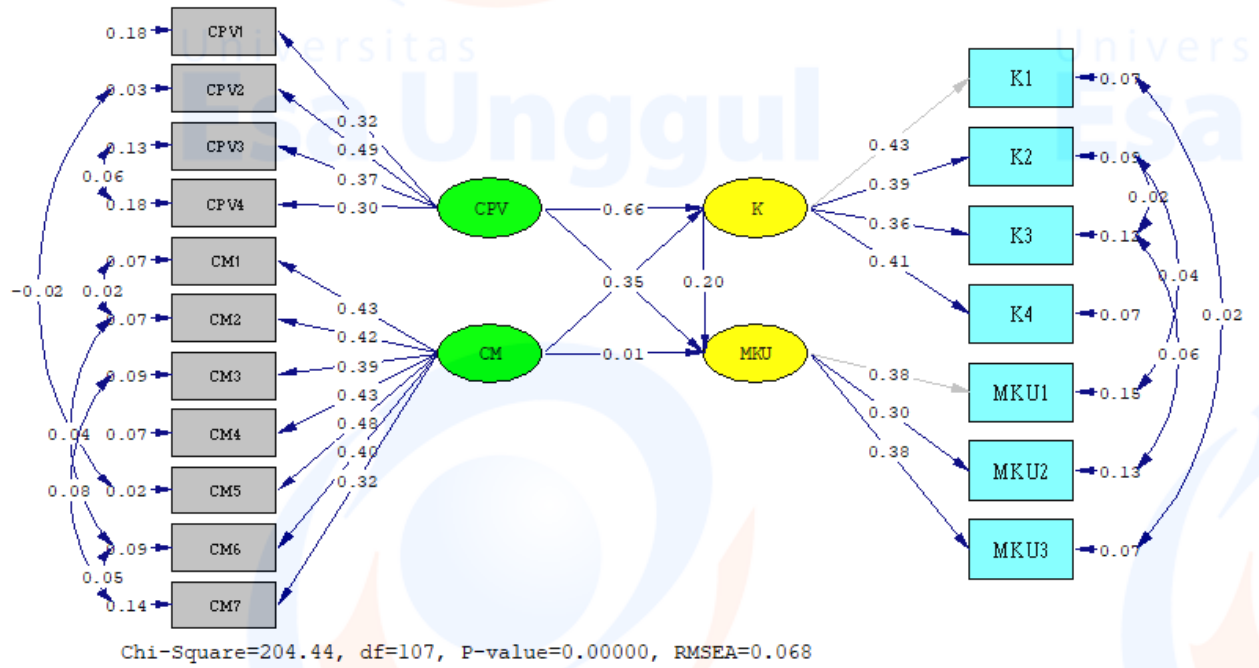 Universitas
Esa Unggul
Univers
Esa
0.18 CPV1
0.03 CPV2
0.13 CPV3
0.06
0.18 CPV4
0.07 CM1
-0.02
0.02
0.07 CM2
0.09 CM3
0.04
0.07 CM4
0.08
0.02 CM5
0.09 CM6
0.05
0.14 CM7
0.32
0.49
0.37
0.30
0.43
0.42
0.39
0.43
0.48
0.40
0.32
CPV
CM
0.66
0.35
0.20
0.01
K
MKU
0.43
0.39
0.36
0.41
0.38
0.30
0.38
K1 0.07
K2 0.09
0.02
K3 0.12
0.04
K4 0.07
0.02
0.06
MKU1 0.15
MKU2 0.13
MKU3 0.07
Chi-Square=204.44, df=107, P-value=0.00000, RMSEA=0.068